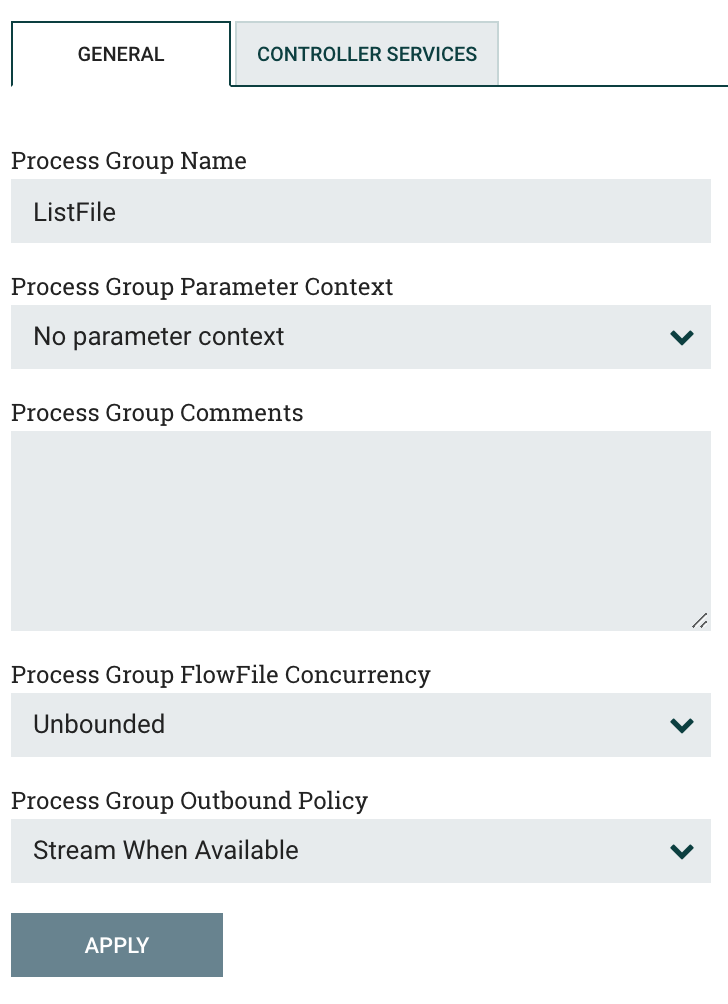 GENERAL
CONTROLLER SERVICES
Process Group Name
ListFile
Process Group Parameter Context
No parameter context
Process Group Comments
Process Group FlowFile Concurrency
Unbounded
Process Group Outbound Policy
Stream When Available
APPLY